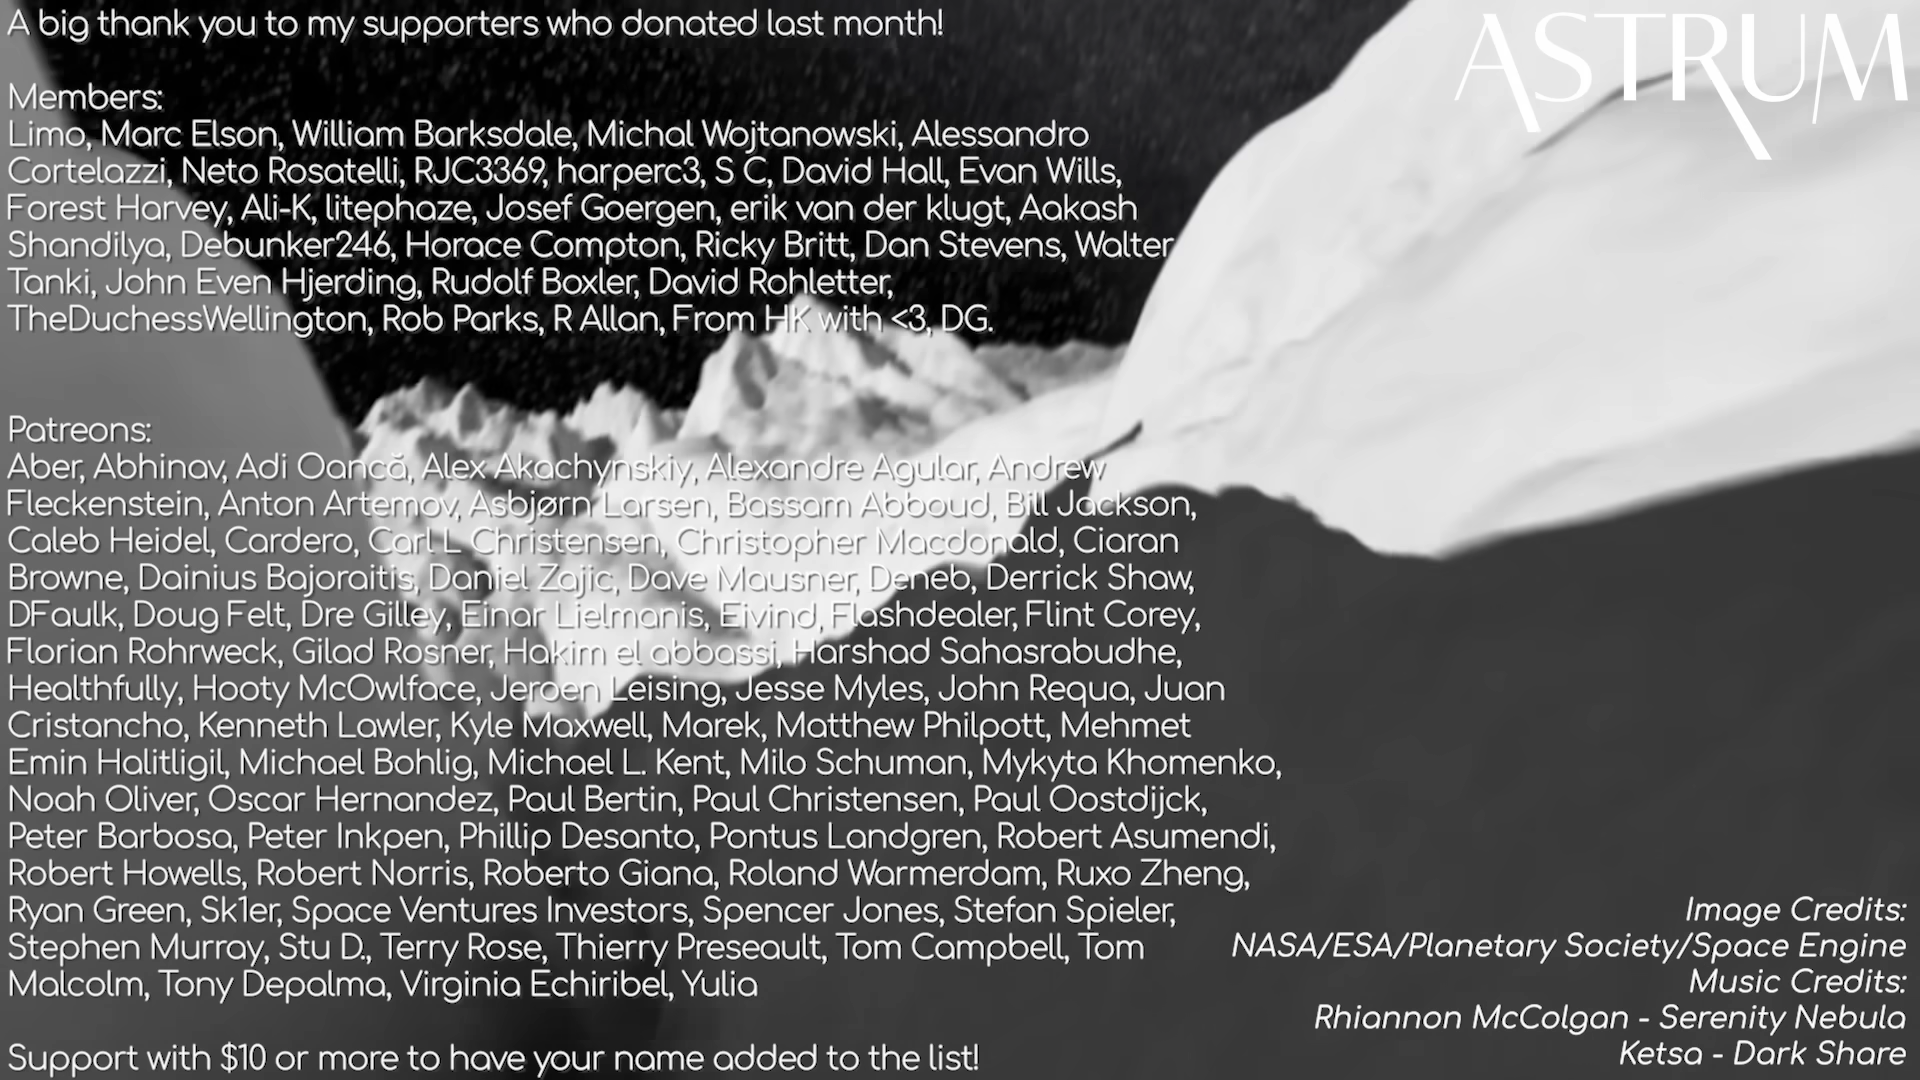 A big thank you to my supporters who donated last month!
ASTRUM
Members:
Limo, Marc Elson, William Barksdale, Michal Wojtanowski, Alessandro
Cortelazzi, Neto Rosatelli, RJC3369, harperc3, S C, David Hall, Evan Wills,
Forest Harvey, Ali-K, litephaze, Josef Goergen, erik van der klugt, Aakash
Shandilya, Debunker246, Horace Compton, Ricky Britt, Dan Stevens, Walter
Tanki, John Even Hjerding, Rudolf Boxler, David Rohletter,
TheDuchessWellington, Rob Parks, R Allan, From HK with <3, DG.
Patreons:
Aber, Abhinav, Adi Oancă, Alex Akachynskiy, Alexandre Agular, Andrew
Fleckenstein, Anton Artemov, Asbjørn Larsen, Bassam Abboud, Bill Jackson,
Caleb Heidel, Cardero, Carl L Christensen, Christopher Macdonald, Ciaran
Browne, Dainius Bajoraitis, Daniel Zajic, Dave Mausner, Deneb, Derrick Shaw,
DFaulk, Doug Felt, Dre Gilley, Einar Lielmanis, Eivind, Flashdealer, Flint Corey,
Florian Rohrweck, Gilad Rosner, Hakim el abbassi, Harshad Sahasrabudhe,
Healthfully, Hooty McOwlface, Jeroen Leising, Jesse Myles, John Requa, Juan
Cristancho, Kenneth Lawler, Kyle Maxwell, Marek, Matthew Philpott, Mehmet
Emin Halitligil, Michael Bohlig, Michael L. Kent, Milo Schuman, Mykyta Khomenko,
Noah Oliver, Oscar Hernandez, Paul Bertin, Paul Christensen, Paul Oostdijck,
Peter Barbosa, Peter Inkpen, Phillip Desanto, Pontus Landgren, Robert Asumendi,
Robert Howells, Robert Norris, Roberto Giana, Roland Warmerdam, Ruxo Zheng,
Ryan Green, Sk1er, Space Ventures Investors, Spencer Jones, Stefan Spieler,
Stephen Murray, Stu D., Terry Rose, Thierry Preseault, Tom Campbell, Tom
Malcolm, Tony Depalma, Virginia Echiribel, Yulia
Support with $10 or more to have your name added to the list!
Image Credits:
NASA/ESA/Planetary Society/Space Engine
Music Credits:
Rhiannon McColgan - Serenity Nebula
Ketsa - Dark Share